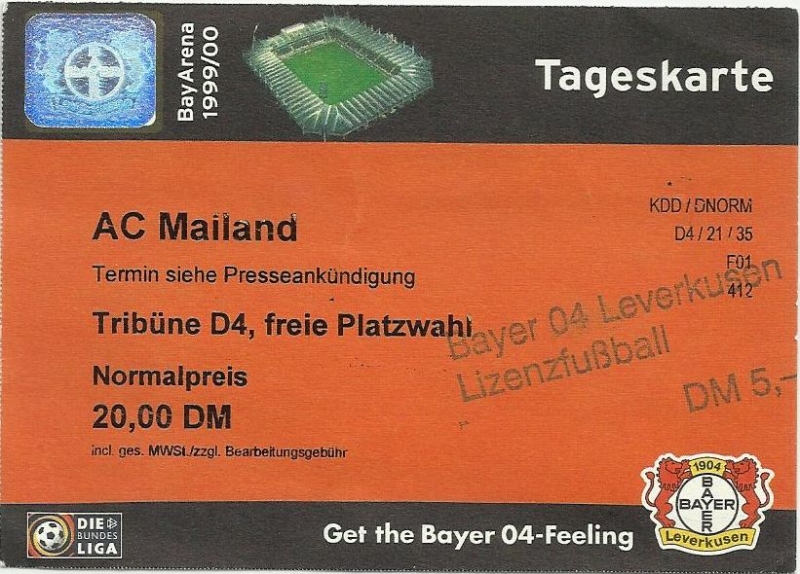 BayArena
1999/00
Tageskarte
AC Mailand
Termin siehe Presseankündigung
Tribüne D4, freie Platzwahl
Normalpreis
20,00 DM
incl. ges. MWSt./zzgl. Bearbeitungsgebühr
KDD / DNORM
D4 / 21 / 35
F01
412
Bayer 04 Leverkusen
Lizenzfußball
DM 5,-
DIE
BUNDES
LIGA
Get the Bayer 04-Feeling
1904
BAYER
BAYER
Leverkusen